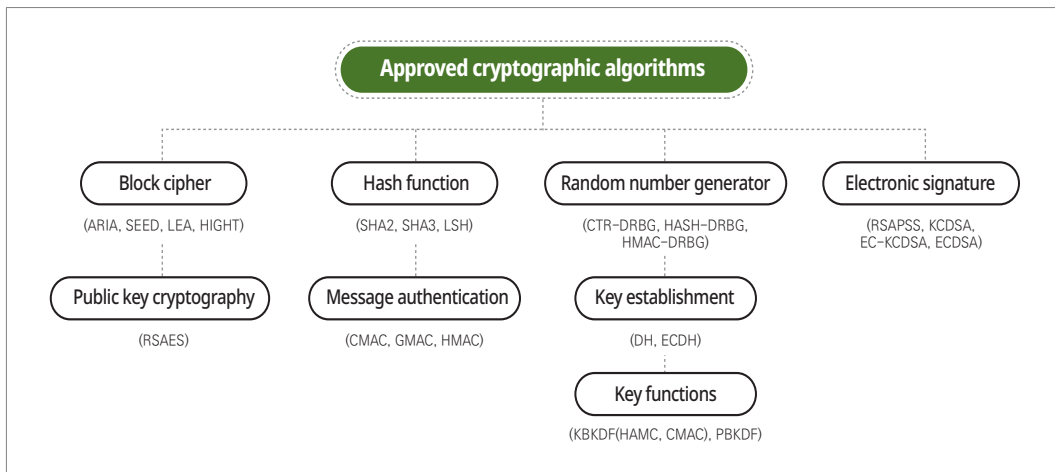 Approved cryptographic algorithms
Block cipher
(ARIA, SEED, LEA, HIGHT)
Public key cryptography
(RSAES)
Hash function
(SHA2, SHA3, LSH)
Message authentication
(CMAC, GMAC, HMAC)
Random number generator
(CTR-DRBG, HASH-DRBG,
HMAC-DRBG)
Key establishment
(DH, ECDH)
Key functions
(KBKDF(HAMC, CMAC), PBKDF)
Electronic signature
(RSAPSS, KCDSA,
EC-KCDSA, ECDSA)